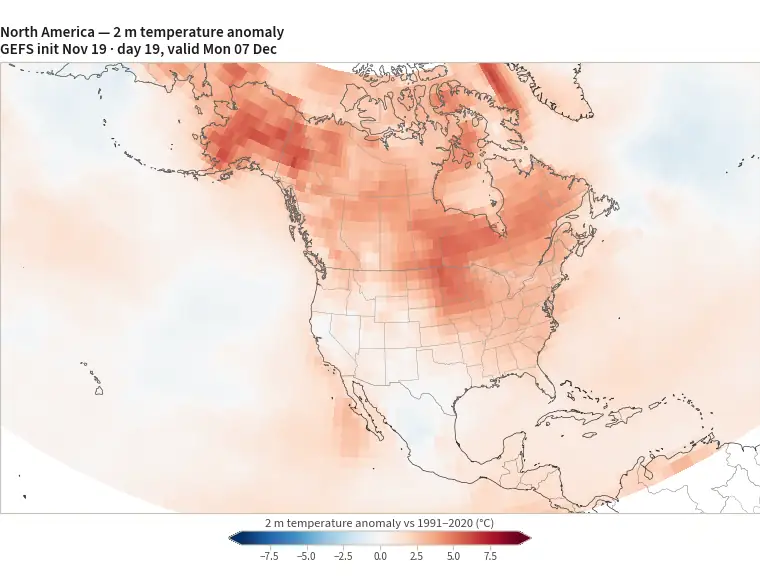 North America — 2 m temperature anomaly
GEFS init Nov 19 · day 19, valid Mon 07 Dec
2 m temperature anomaly vs 1991–2020 (°C)
−7.5 −5.0 −2.5 0.0 2.5 5.0 7.5